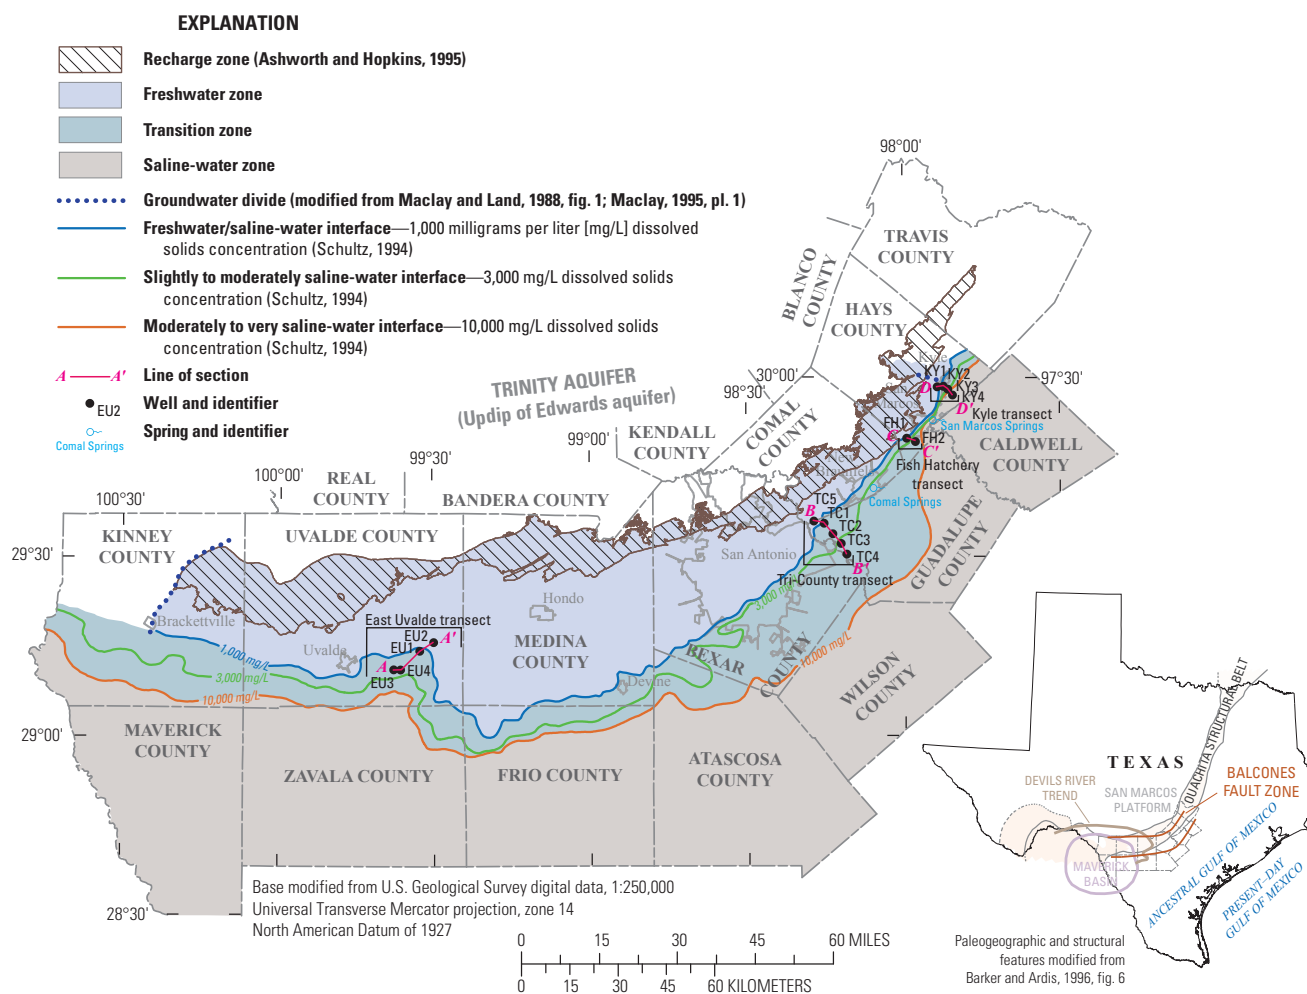 EXPLANATION
Recharge zone (Ashworth and Hopkins, 1995)
Freshwater zone
Transition zone
Saline-water zone
Groundwater divide (modified from Maclay and Land, 1988, fig. 1; Maclay, 1995, pl. 1)
Freshwater/saline-water interface—1,000 milligrams per liter [mg/L] dissolved
solids concentration (Schultz, 1994)
Slightly to moderately saline-water interface—3,000 mg/L dissolved solids
concentration (Schultz, 1994)
Moderately to very saline-water interface—10,000 mg/L dissolved solids
concentration (Schultz, 1994)
A A' Line of section
EU2 Well and identifier
Comal Springs Spring and identifier
98°00'
TRAVIS
COUNTY
BLANCO
COUNTY
HAYS
COUNTY
Kyle
KY1
KY2
KY3
KY4
D
D'
Kyle transect
97°30'
San
Marcos
San Marcos Springs
30°00'
98°30'
TRINITY AQUIFER
(Updip of Edwards aquifer)
99°00'
COMAL
COUNTY
KENDALL
COUNTY
CALDWELL
COUNTY
FH1
FH2
C
C'
Fish Hatchery
transect
New
Braunfels
Comal Springs
99°30'
100°00'
100°30'
REAL
COUNTY
BANDERA COUNTY
KINNEY
COUNTY
UVALDE COUNTY
29°30'
TC5
TC1
TC2
TC3
TC4
B
B'
San Antonio
Tri-County transect
GUADALUPE
COUNTY
Brackettville
Hondo
East Uvalde transect
EU2
A'
EU1
A
EU4
EU3
Uvalde
MEDINA
COUNTY
3,000 mg/L
1,000 mg/L
3,000 mg/L
10,000 mg/L
10,000 mg/L
Devine
BEXAR
COUNTY
WILSON
COUNTY
29°00'
MAVERICK
COUNTY
ZAVALA COUNTY
FRIO COUNTY
ATASCOSA
COUNTY
28°30'
Base modified from U.S. Geological Survey digital data, 1:250,000
Universal Transverse Mercator projection, zone 14
North American Datum of 1927
0 15 30 45 60 MILES
0 15 30 45 60 KILOMETERS
TEXAS
OUACHITA STRUCTURAL BELT
DEVILS RIVER
TREND
SAN MARCOS
PLATFORM
BALCONES
FAULT ZONE
MAVERICK
BASIN
ANCESTRAL GULF OF MEXICO
PRESENT–DAY
GULF OF MEXICO
Paleogeographic and structural
features modified from
Barker and Ardis, 1996, fig. 6